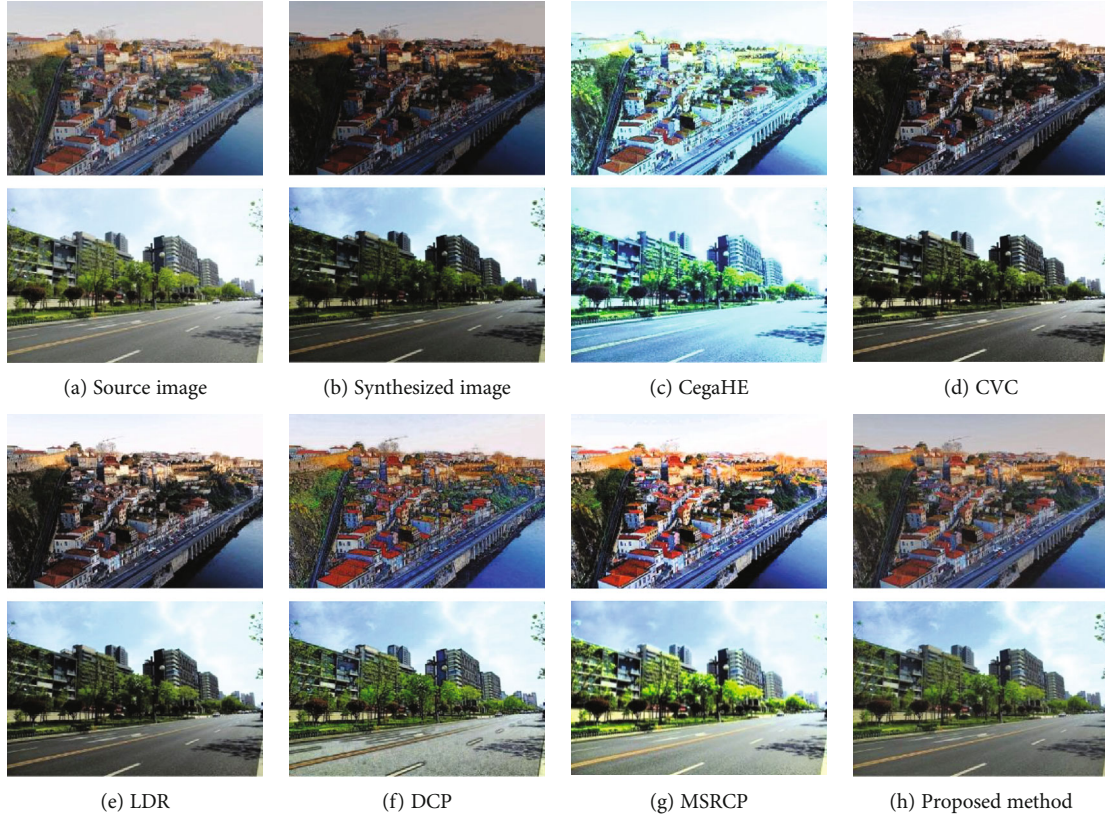 (a) Source image
(b) Synthesized image
(c) CegaHE
(d) CVC
(e) LDR
(f) DCP
(g) MSRCP
(h) Proposed method